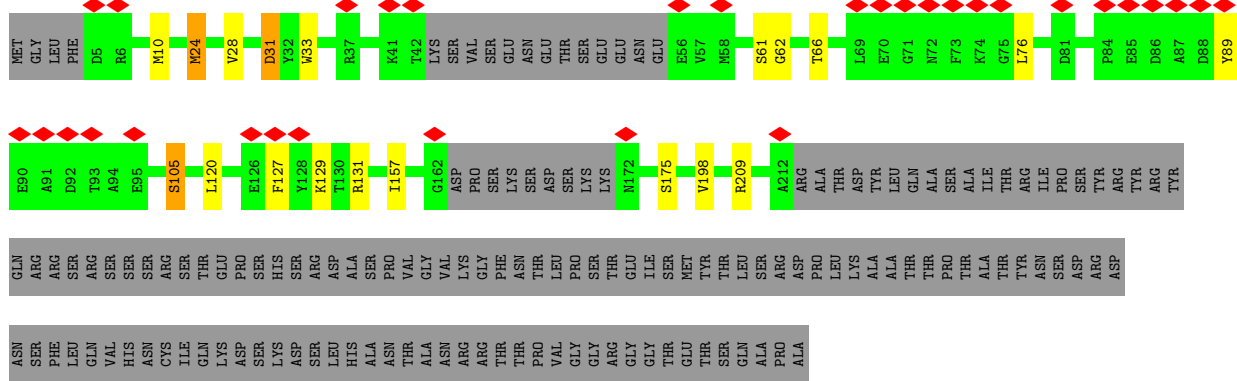 MET GLY LEU PHE D5 R6 M10 M24 V28 D31 Y32 W33 R37 K41 T42 LYS SER VAL SER GLU ASN GLU THR SER GLU GLU ASN GLU E56 V57 M58 S61 G62 T66 L69 E70 G71 N72 F73 K74 G75 L76 D81 P84 E85 D86 A87 D88 Y89
E90 A91 D92 T93 A94 E95 S105 L120 E126 F127 Y128 K129 T130 R131 I157 G162 ASP PRO SER LYS SER ASP SER LYS LYS N172 S175 V198 R209 A212 ARG ALA THR ASP TYR LEU GLN ALA SER ALA ILE THR ARG ILE PRO SER TYR ARG TYR ARG TYR
GLN ARG ARG SER ARG SER SER SER ARG SER THR GLU PRO SER HIS SER ARG ASP ALA SER PRO VAL GLY VAL LYS GLY PHE ASN THR LEU PRO SER THR GLU ILE SER MET TYR THR LEU SER ARG ASP PRO LEU LYS ALA ALA THR THR PRO THR ALA THR TYR ASN SER ASP ARG ASP
ASN SER PHE LEU GLN VAL HIS ASN CYS ILE GLN LYS ASP SER LYS ASP SER LEU HIS ALA ASN THR ALA ASN ARG ARG THR THR PRO VAL GLY GLY ARG GLY GLY THR GLU THR SER GLN ALA PRO ALA